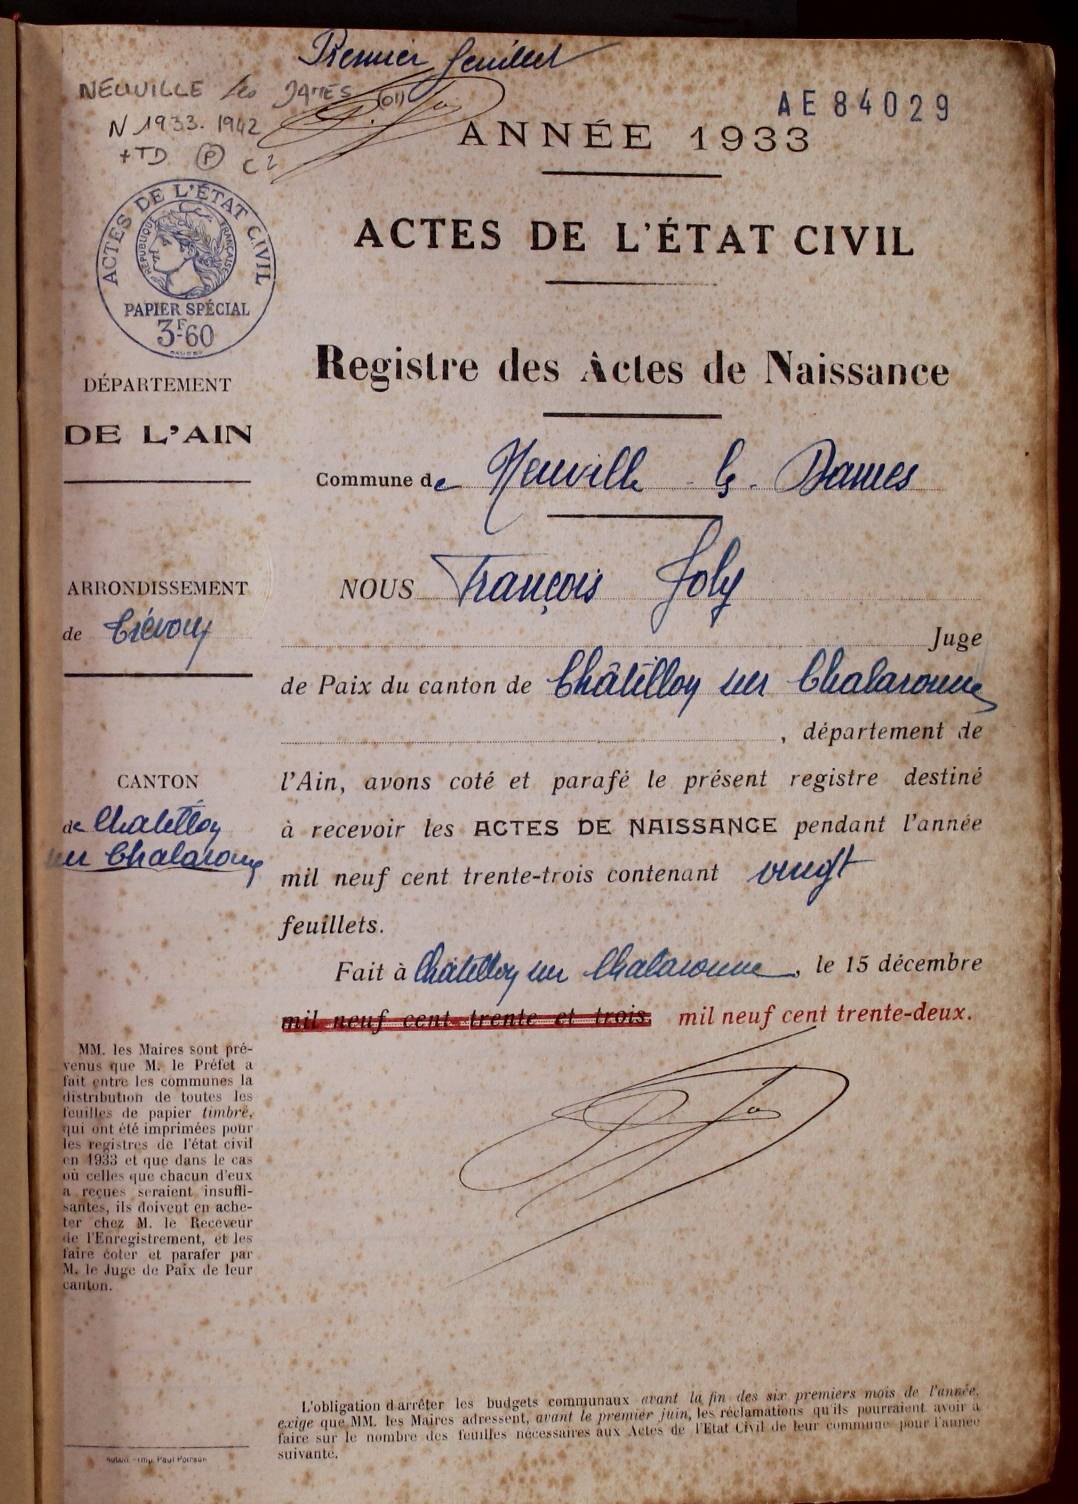 Premier feuillet
NEUVILLE les DAMES (01)
N 1933. 1942
+TD P C2
AE84029
ANNÉE 1933
ACTES DE L'ÉTAT CIVIL
RÉPUBLIQUE FRANÇAISE
PAPIER SPÉCIAL
3F60
ACTES DE L'ÉTAT CIVIL
Registre des Actes de Naissance
DÉPARTEMENT
DE L'AIN
Commune de Neuville les Dames
ARRONDISSEMENT
de Trévoux
NOUS François Joly
Juge
de Paix du canton de Châtillon sur Chalaronne
, département de
CANTON
de Chatillon
sur Chalaronne
l'Ain, avons coté et parafé le présent registre destiné
à recevoir les ACTES DE NAISSANCE pendant l'année
mil neuf cent trente-trois contenant vingt
feuillets.
Fait à Châtillon sur Chalaronne, le 15 décembre
mil neuf cent trente et trois mil neuf cent trente-deux.
MM. les Maires sont pré-
venus que M. le Préfet a
fait entre les communes la
distribution de toutes les
feuilles de papier timbré,
qui ont été imprimées pour
les registres de l'état civil
en 1933 et que dans le cas
où celles que chacun d'eux
a reçues seraient insuffi-
santes, ils doivent en ache-
ter chez M. le Receveur
de l'Enregistrement, et les
faire coter et parafer par
M. le Juge de Paix de leur
canton.
L'obligation d'arrêter les budgets communaux avant la fin des six premiers mois de l'année,
exige que MM. les Maires adressent, avant le premier juin, les réclamations qu'ils pourraient avoir à
faire sur le nombre des feuilles nécessaires aux Actes de l'Etat Civil de leur commune pour l'année
suivante.
Imp. Paul Poirson